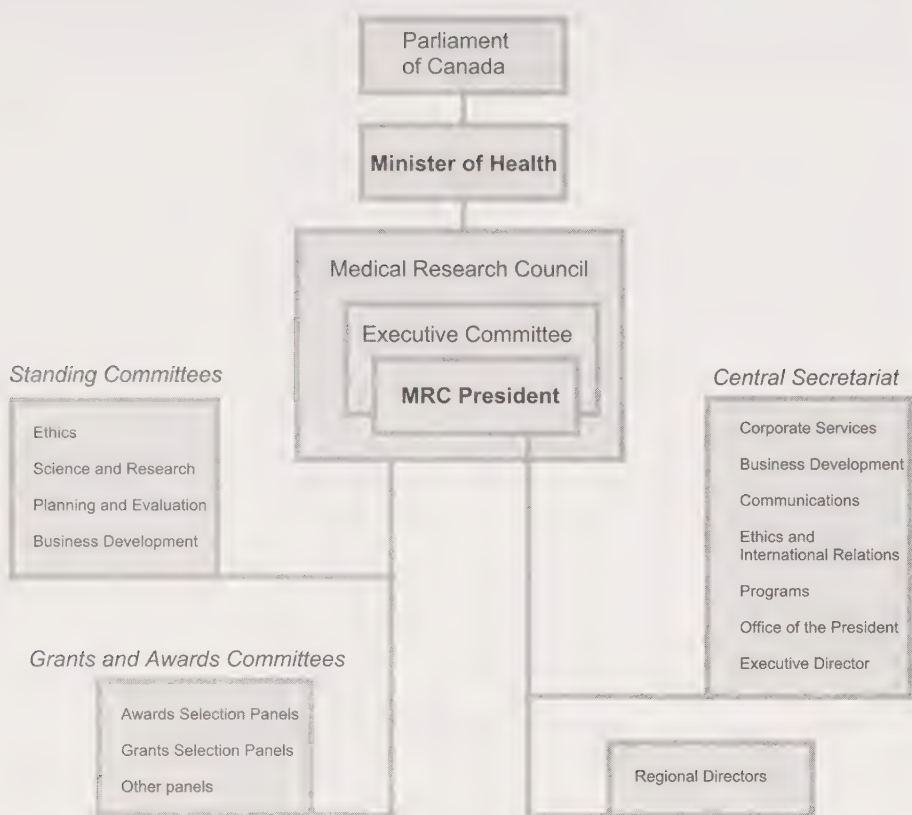 Parliament
of Canada
Minister of Health
Medical Research Council
Executive Committee
MRC President
Standing Committees
Ethics
Science and Research
Planning and Evaluation
Business Development
Grants and Awards Committees
Awards Selection Panels
Grants Selection Panels
Other panels
Central Secretariat
Corporate Services
Business Development
Communications
Ethics and
International Relations
Programs
Office of the President
Executive Director
Regional Directors